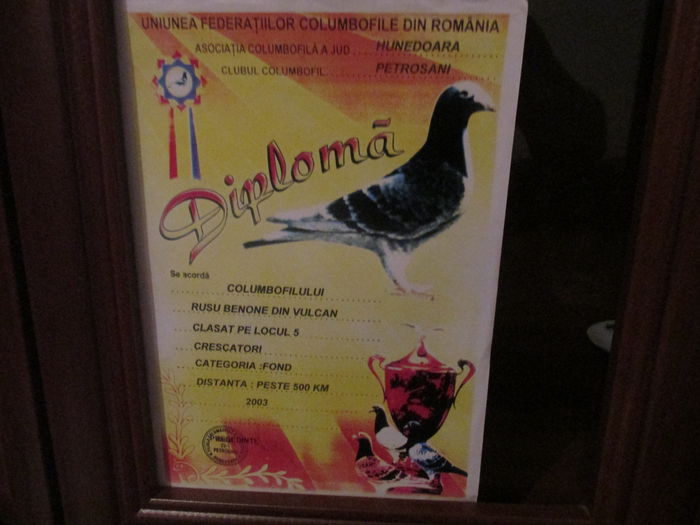 UNIUNEA FEDERAȚIILOR COLUMBOFILE DIN ROMÂNIA
ASOCIAȚIA COLUMBOFILĂ A JUD . . . HUNEDOARA
CLUBUL COLUMBOFIL . . . . PETROSANI
Diplomă
Se acordă
COLUMBOFILULUI
RUSU BENONE DIN VULCAN
CLASAT PE LOCUL 5
CRESCATORI
CATEGORIA :FOND
DISTANTA : PESTE 500 KM
2003
PREȘEDINTE